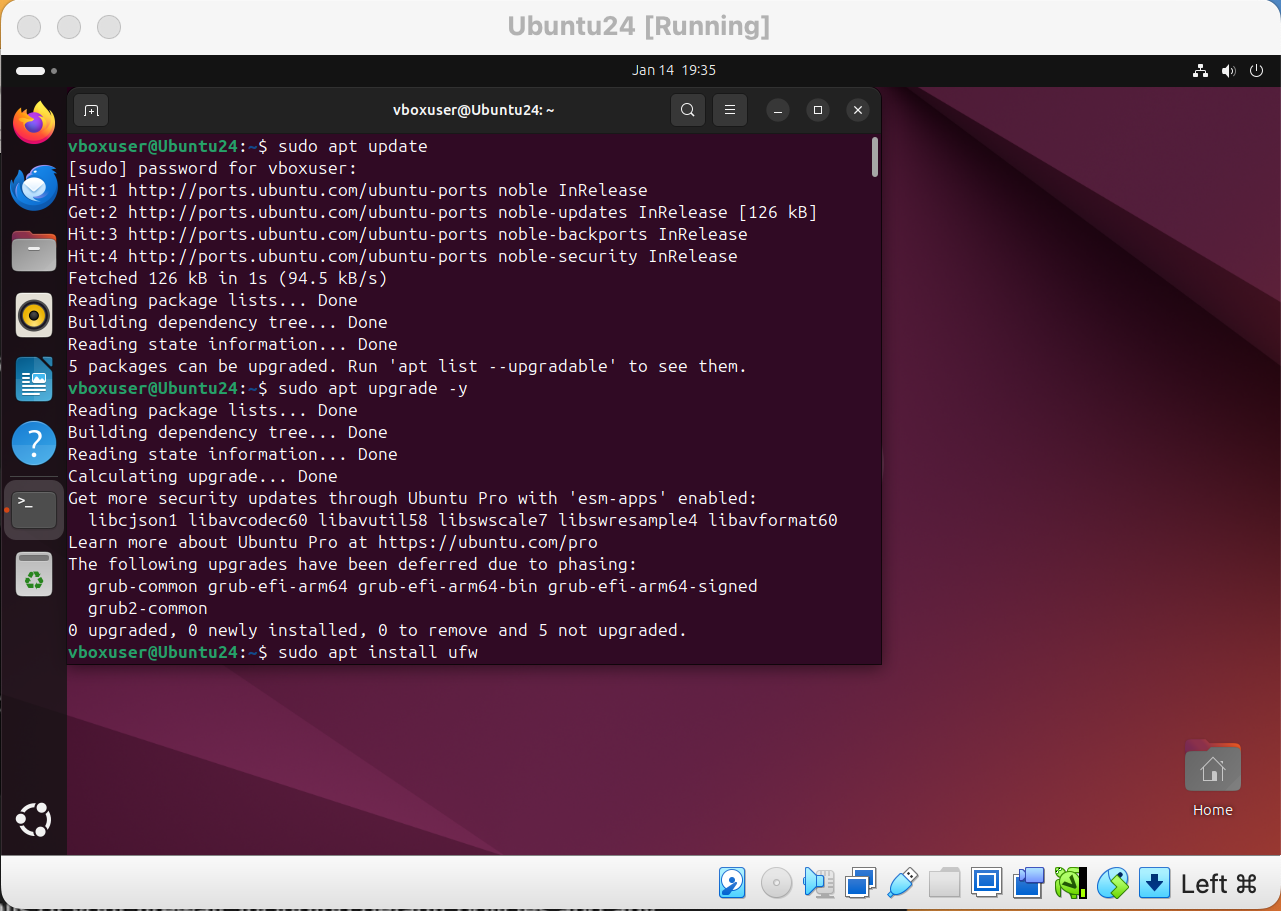 Ubuntu24 [Running]
Jan 14 19:35
vboxuser@Ubuntu24: ~
vboxuser@Ubuntu24:~$ sudo apt update
[sudo] password for vboxuser:
Hit:1 http://ports.ubuntu.com/ubuntu-ports noble InRelease
Get:2 http://ports.ubuntu.com/ubuntu-ports noble-updates InRelease [126 kB]
Hit:3 http://ports.ubuntu.com/ubuntu-ports noble-backports InRelease
Hit:4 http://ports.ubuntu.com/ubuntu-ports noble-security InRelease
Fetched 126 kB in 1s (94.5 kB/s)
Reading package lists... Done
Building dependency tree... Done
Reading state information... Done
5 packages can be upgraded. Run 'apt list --upgradable' to see them.
vboxuser@Ubuntu24:~$ sudo apt upgrade -y
Reading package lists... Done
Building dependency tree... Done
Reading state information... Done
Calculating upgrade... Done
Get more security updates through Ubuntu Pro with 'esm-apps' enabled:
  libcjson1 libavcodec60 libavutil58 libswscale7 libswresample4 libavformat60
Learn more about Ubuntu Pro at https://ubuntu.com/pro
The following upgrades have been deferred due to phasing:
  grub-common grub-efi-arm64 grub-efi-arm64-bin grub-efi-arm64-signed
  grub2-common
0 upgraded, 0 newly installed, 0 to remove and 5 not upgraded.
vboxuser@Ubuntu24:~$ sudo apt install ufw
Home
Left ⌘